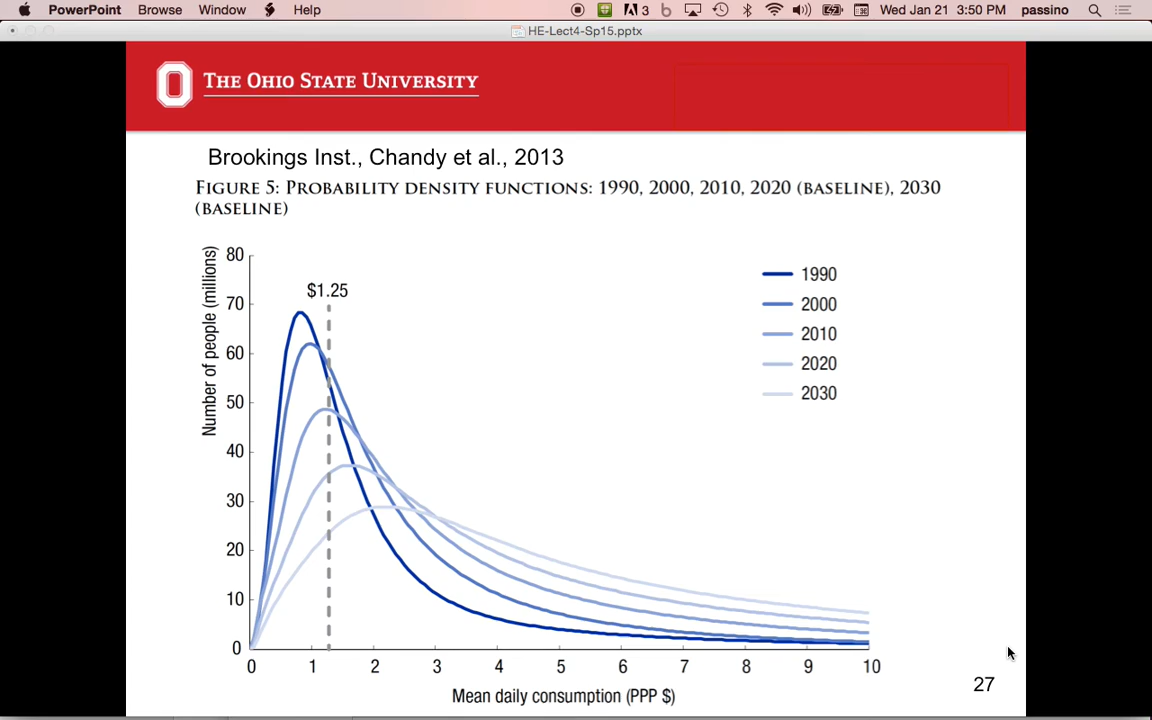 PowerPoint Browse Window Help 3 Wed Jan 21 3:50 PM passino
HE-Lect4-Sp15.pptx
THE OHIO STATE UNIVERSITY
Brookings Inst., Chandy et al., 2013
FIGURE 5: PROBABILITY DENSITY FUNCTIONS: 1990, 2000, 2010, 2020 (BASELINE), 2030
(BASELINE)
Number of people (millions)
80
70
60
50
40
30
20
10
0
$1.25
1990
2000
2010
2020
2030
0 1 2 3 4 5 6 7 8 9 10
Mean daily consumption (PPP $)
27